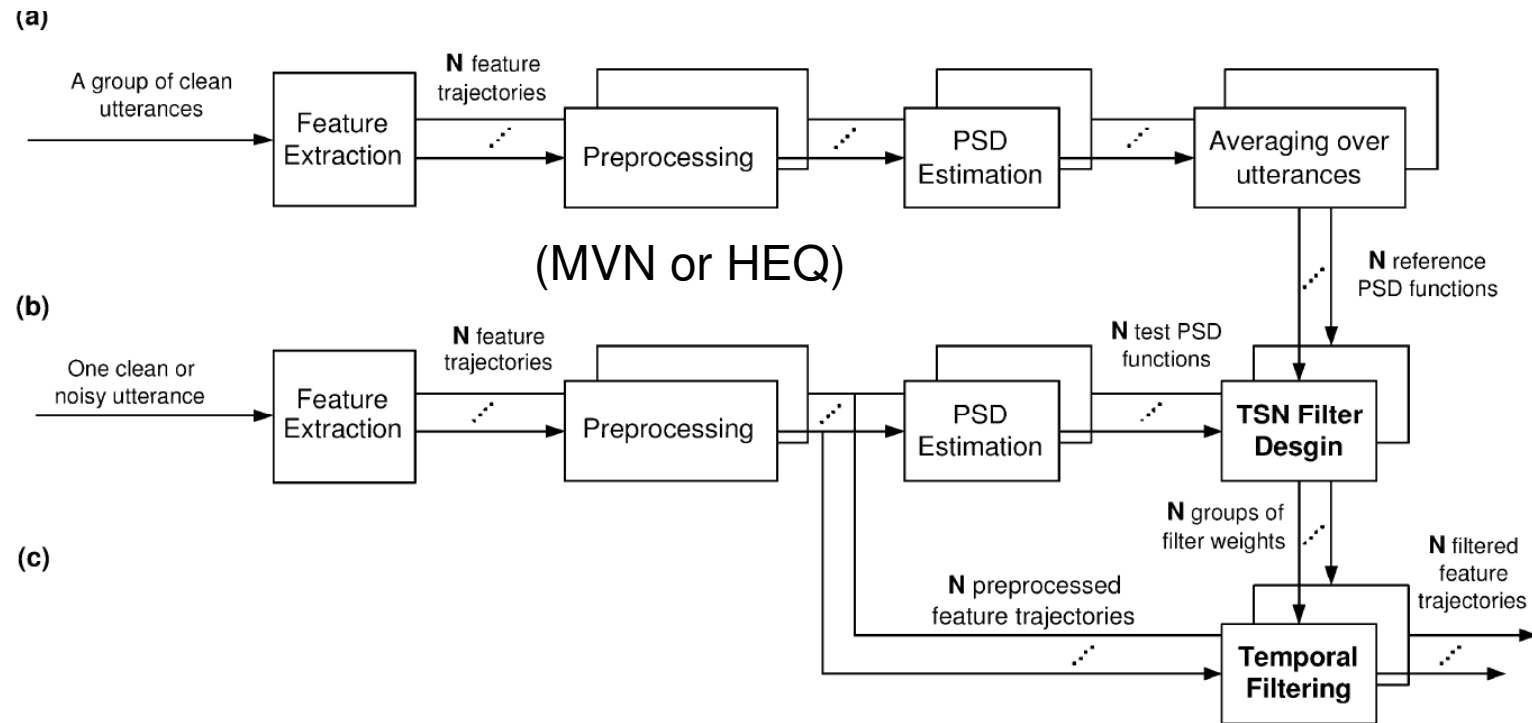 (a)
A group of clean
utterances
Feature
Extraction
N feature
trajectories
Preprocessing
PSD
Estimation
Averaging over
utterances
(MVN or HEQ)
N reference
PSD functions
(b)
One clean or
noisy utterance
Feature
Extraction
N feature
trajectories
Preprocessing
PSD
Estimation
N test PSD
functions
TSN Filter
Desgin
N groups of
filter weights
(c)
N preprocessed
feature trajectories
Temporal
Filtering
N filtered
feature
trajectories